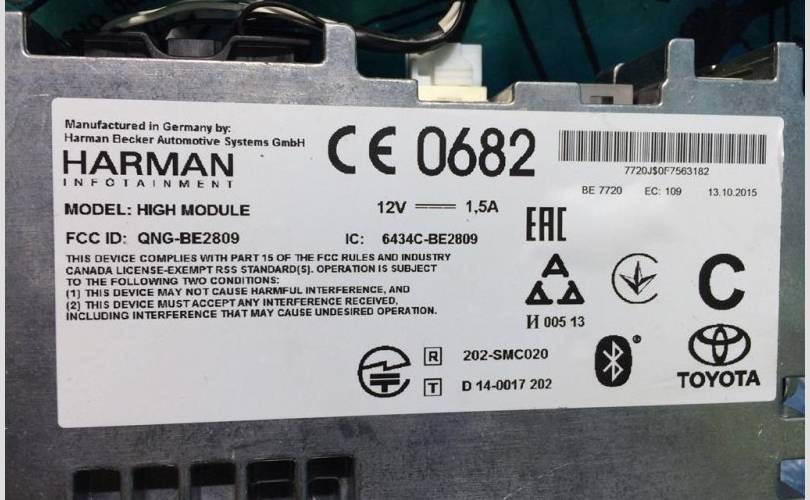 Manufactured in Germany by:
Harman Becker Automotive Systems GmbH
HARMAN
INFOTAINMENT
MODEL: HIGH MODULE
FCC ID: QNG-BE2809
IC: 6434C-BE2809
THIS DEVICE COMPLIES WITH PART 15 OF THE FCC RULES AND INDUSTRY
CANADA LICENSE-EXEMPT RSS STANDARD(S). OPERATION IS SUBJECT
TO THE FOLLOWING TWO CONDITIONS:
(1) THIS DEVICE MAY NOT CAUSE HARMFUL INTERFERENCE, AND
(2) THIS DEVICE MUST ACCEPT ANY INTERFERENCE RECEIVED,
INCLUDING INTERFERENCE THAT MAY CAUSE UNDESIRED OPERATION.
CE 0682
12V 1,5A
7720J$0F7563182
BE 7720 EC: 109 13.10.2015
EAC
A
И 005 13
C
R 202-SMC020
T D 14-0017 202
TOYOTA